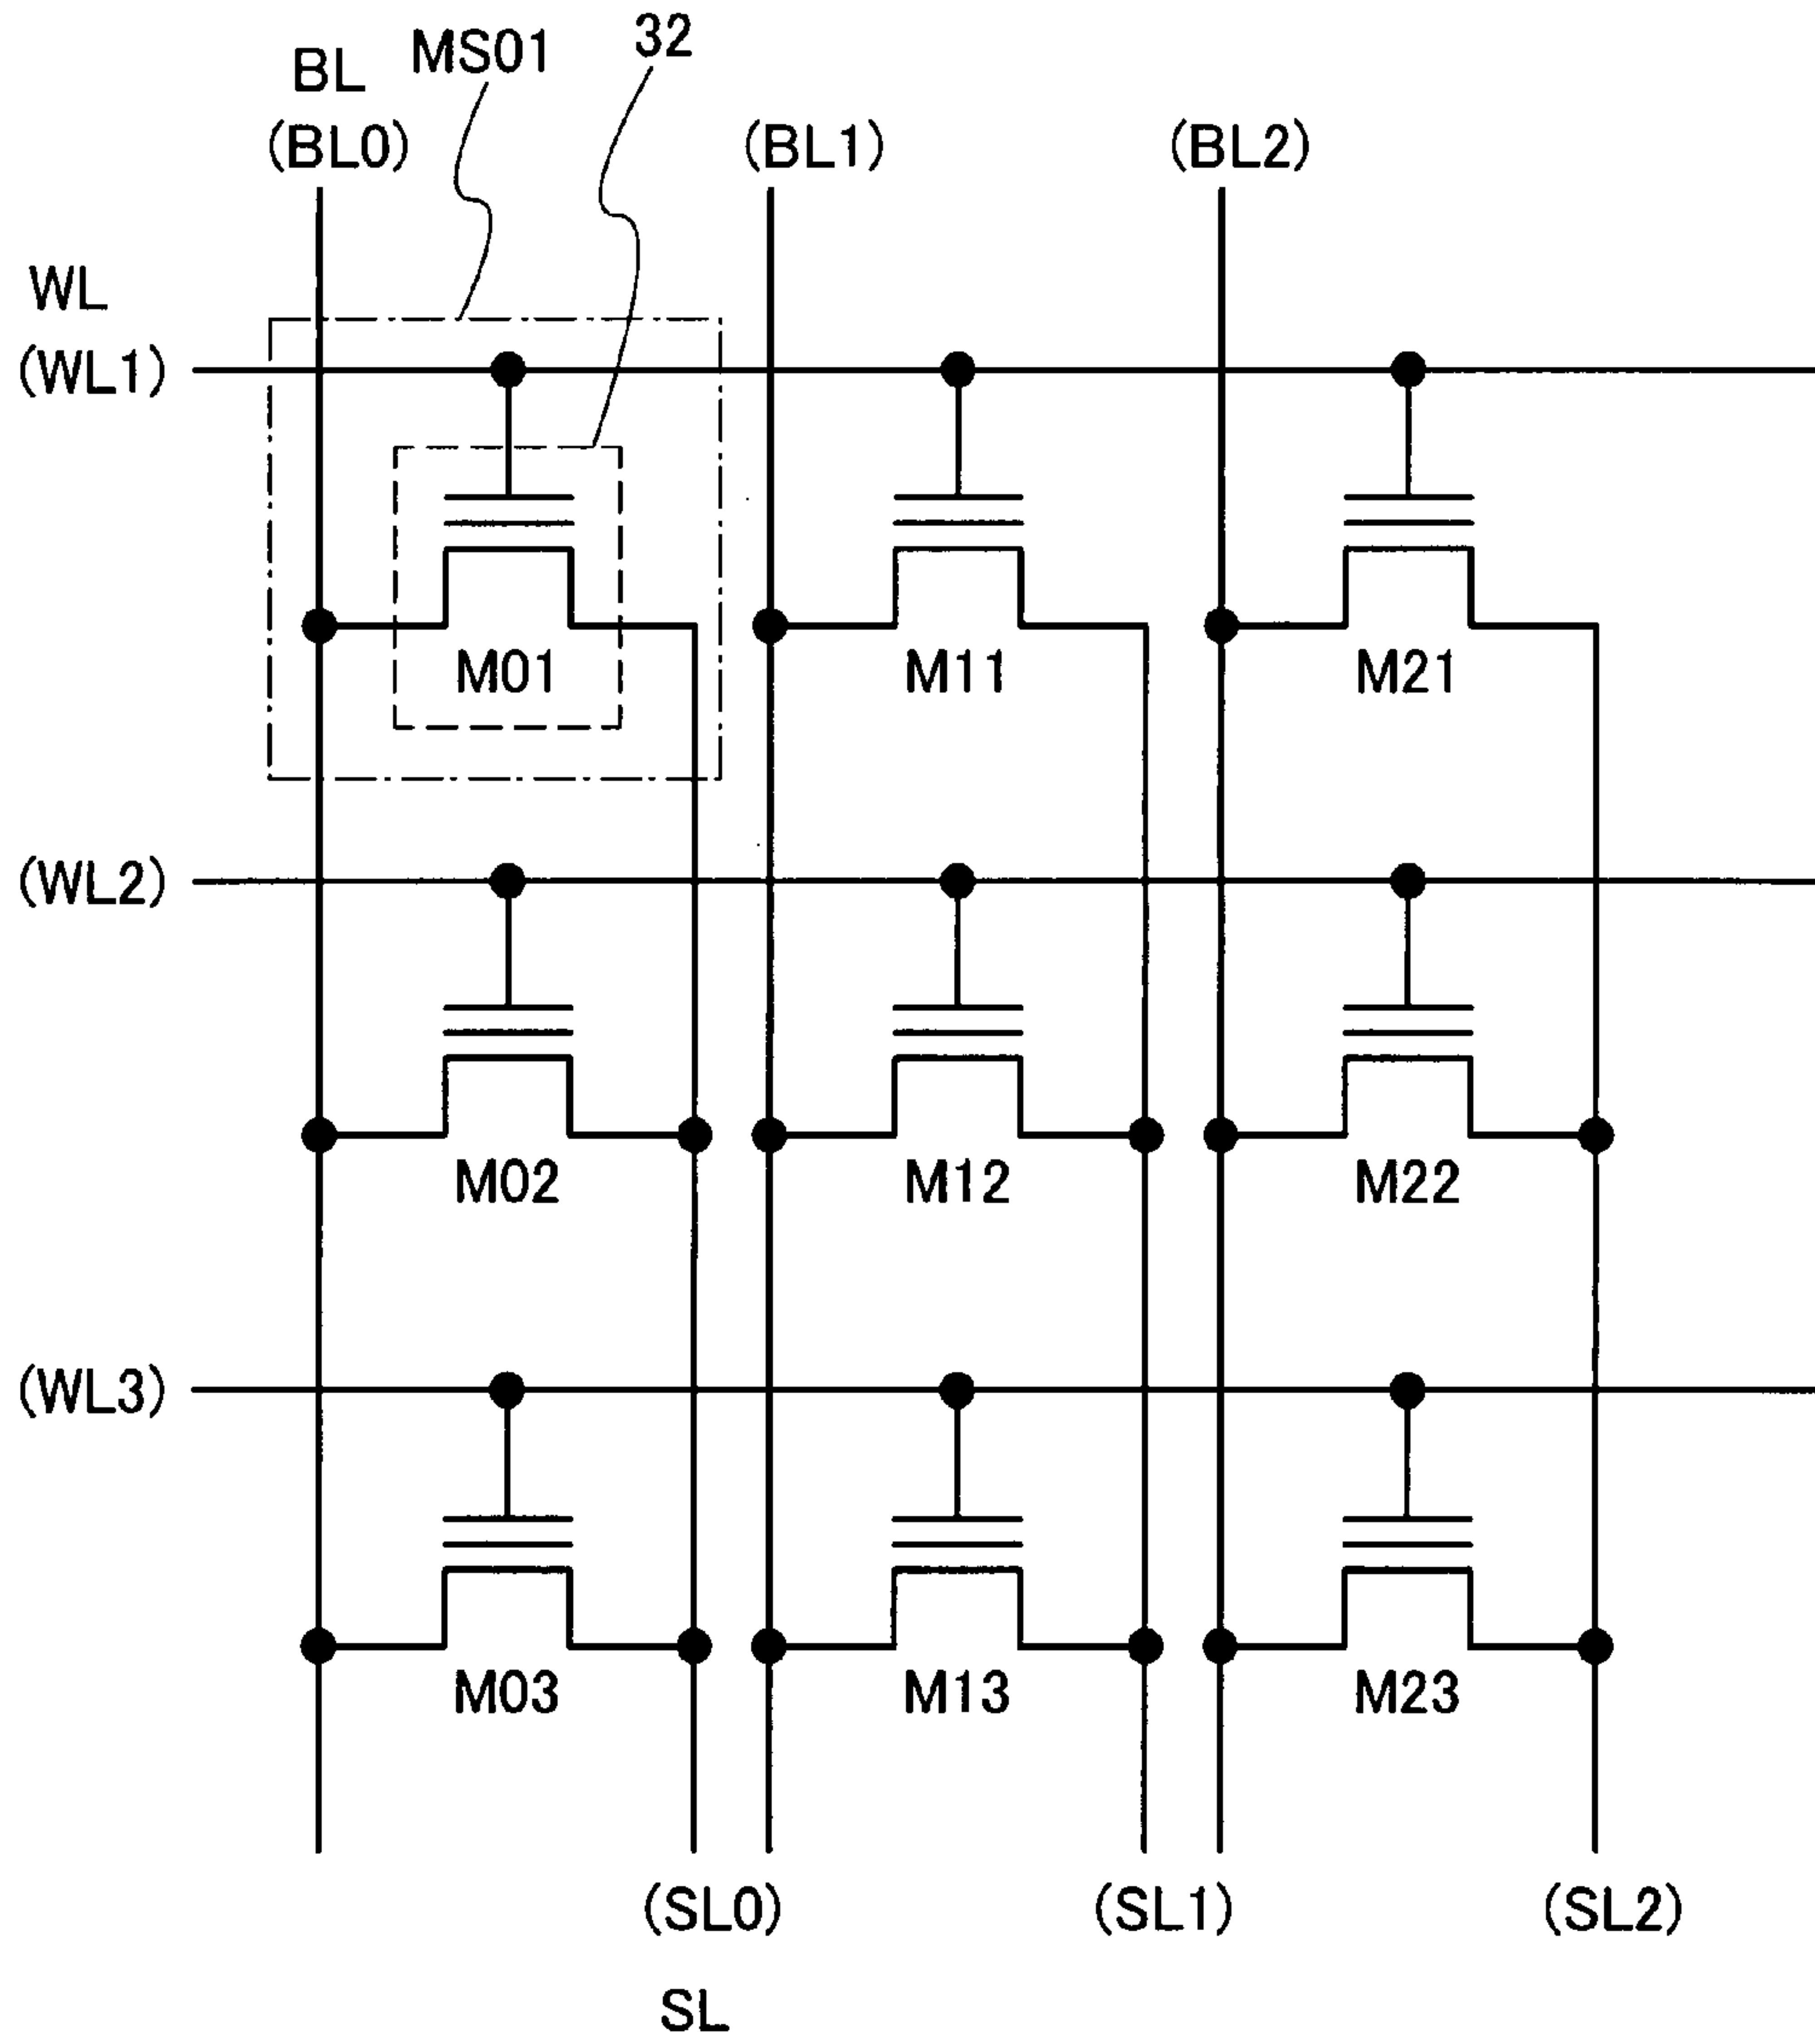 BL MS01 32
(BL0) (BL1) (BL2)
WL
(WL1)
M01 M11 M21
(WL2)
M02 M12 M22
(WL3)
M03 M13 M23
(SL0) (SL1) (SL2)
SL